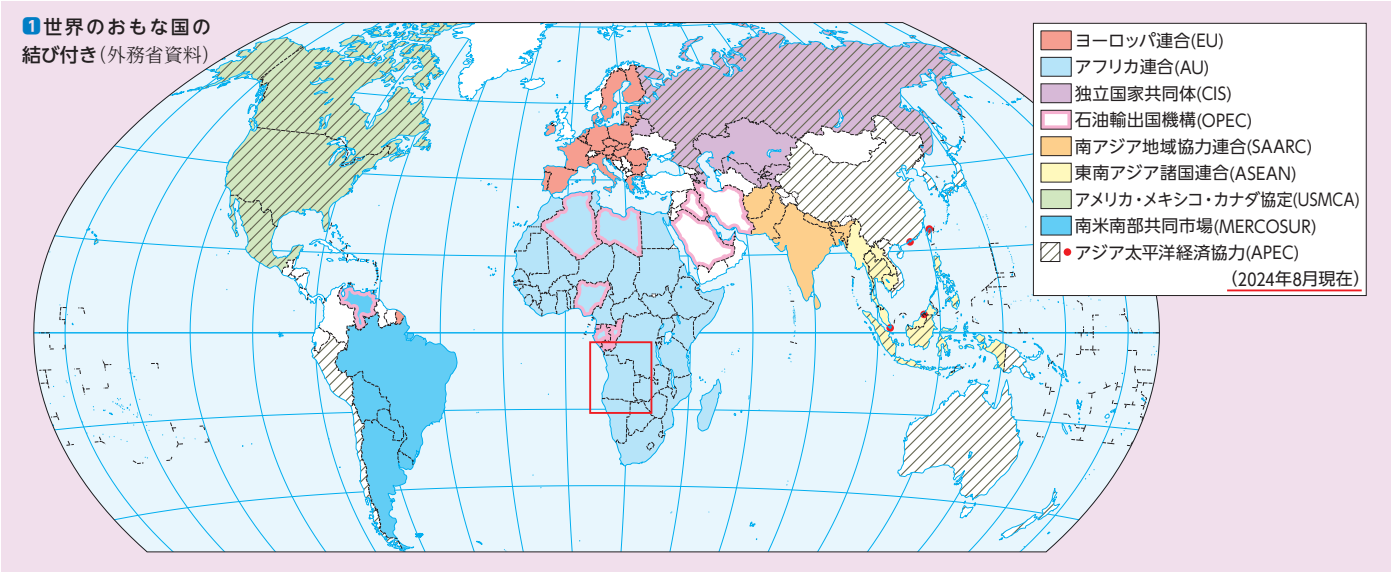 1世界のおもな国の
結び付き(外務省資料)
ヨーロッパ連合(EU)
アフリカ連合(AU)
独立国家共同体(CIS)
石油輸出国機構(OPEC)
南アジア地域協力連合(SAARC)
東南アジア諸国連合(ASEAN)
アメリカ・メキシコ・カナダ協定(USMCA)
南米南部共同市場(MERCOSUR)
アジア太平洋経済協力(APEC)
(2024年8月現在)